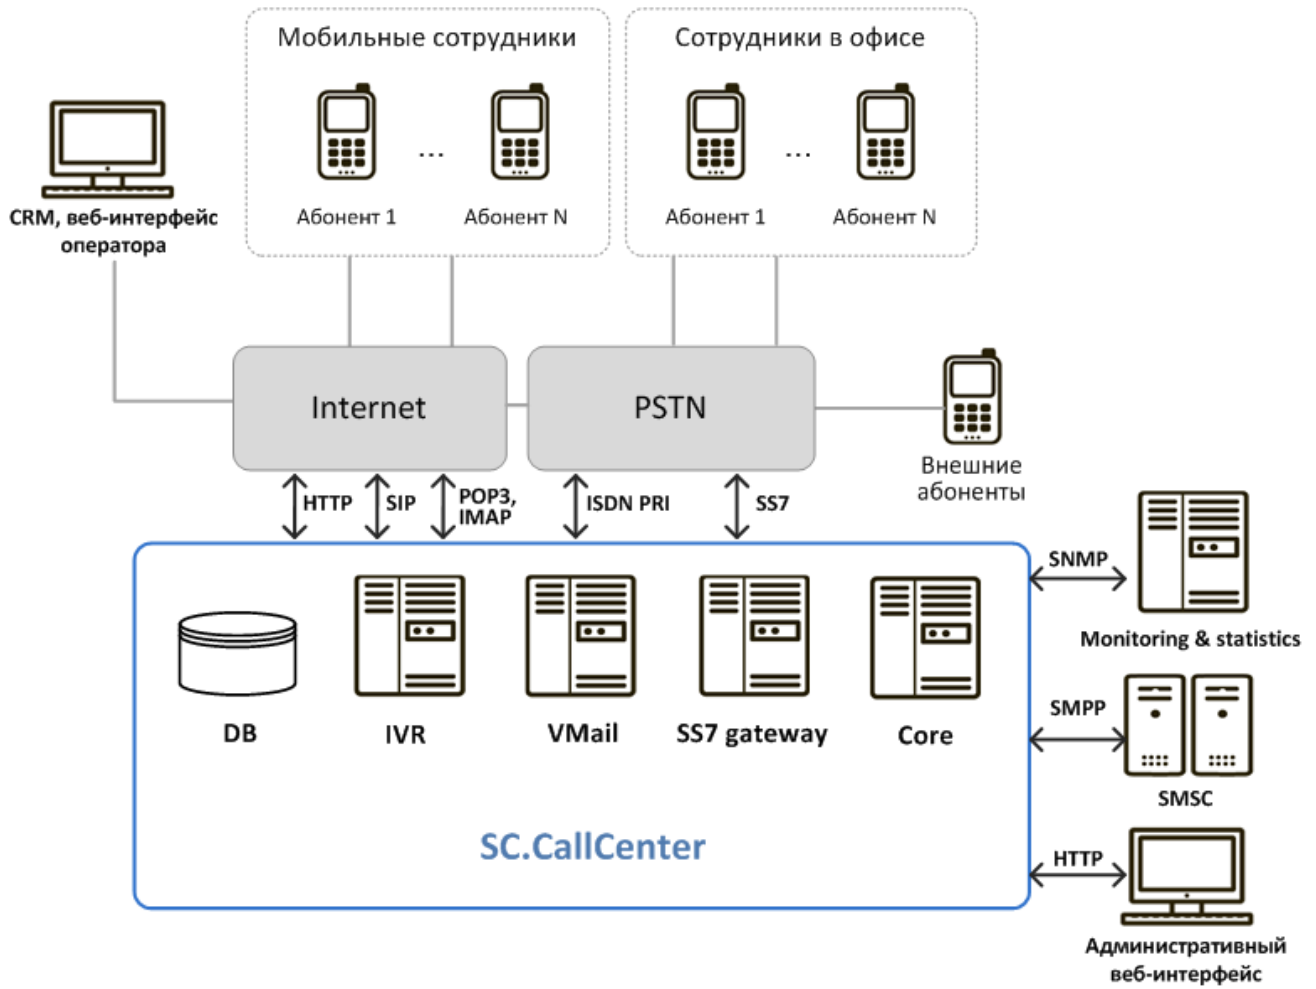 Мобильные сотрудники
Сотрудники в офисе
...
...
Абонент 1
Абонент N
Абонент 1
Абонент N
CRM, веб-интерфейс
оператора
Internet
PSTN
Внешние
абоненты
HTTP
SIP
POP3,
IMAP
ISDN PRI
SS7
SNMP
Monitoring & statistics
DB
IVR
VMail
SS7 gateway
Core
SMPP
SMSC
SC.CallCenter
HTTP
Административный
веб-интерфейс